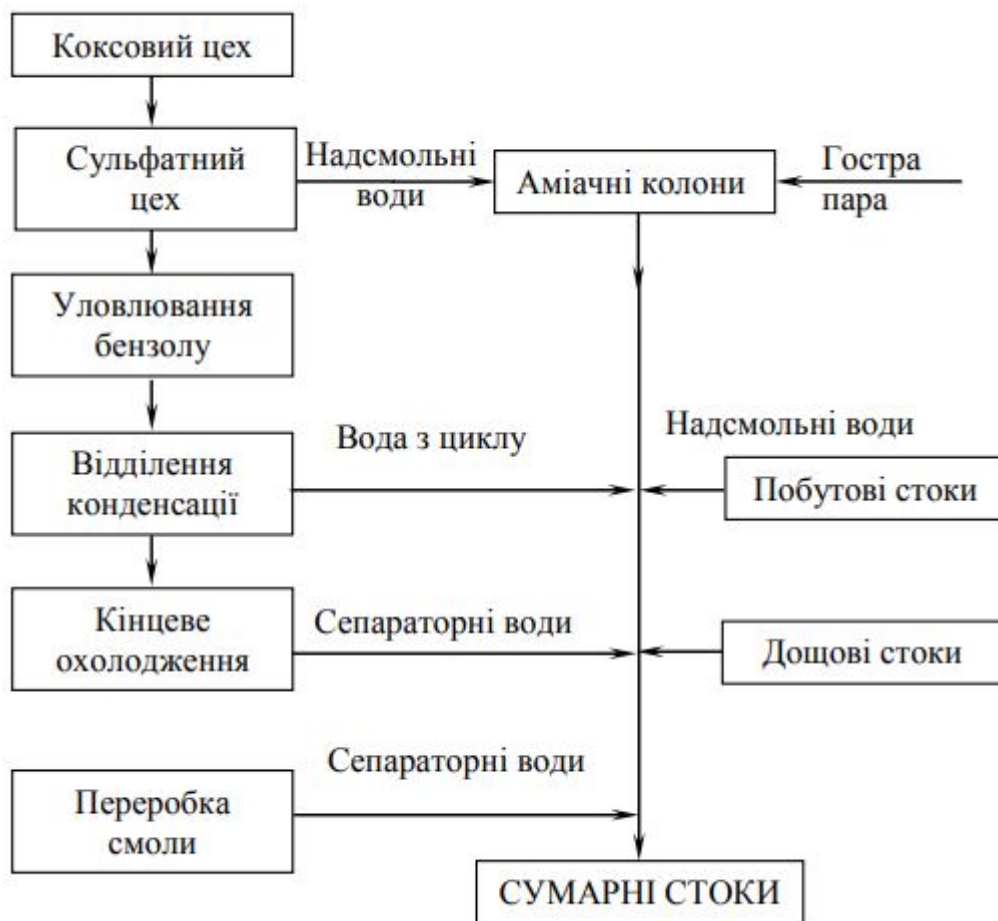 Коксовий цех
Сульфатний
цех
Надсмольні
води
Аміачні колони
Гостра
пара
Уловлювання
бензолу
Відділення
конденсації
Вода з циклу
Надсмольні води
Побутові стоки
Кінцеве
охолодження
Сепараторні води
Дощові стоки
Переробка
смоли
Сепараторні води
СУМАРНІ СТОКИ